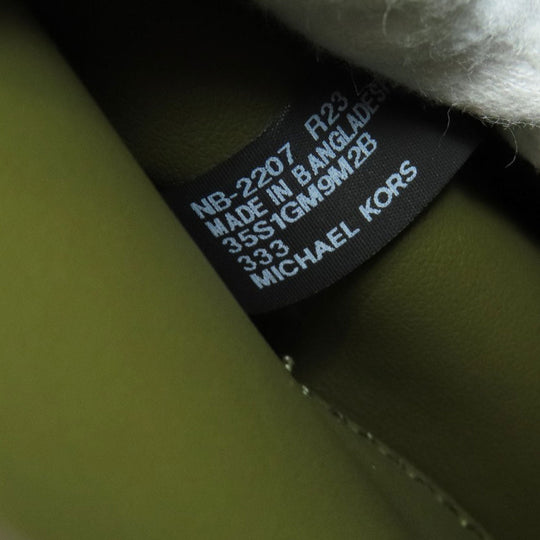 NB-2207 R23
MADE IN BANGLADESH
35S1GM9M2B
333
MICHAEL KORS